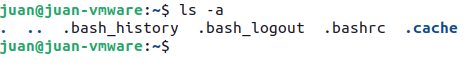 juan@juan-vmware:~$ ls -a
.  ..  .bash_history  .bash_logout  .bashrc  .cache
juan@juan-vmware:~$